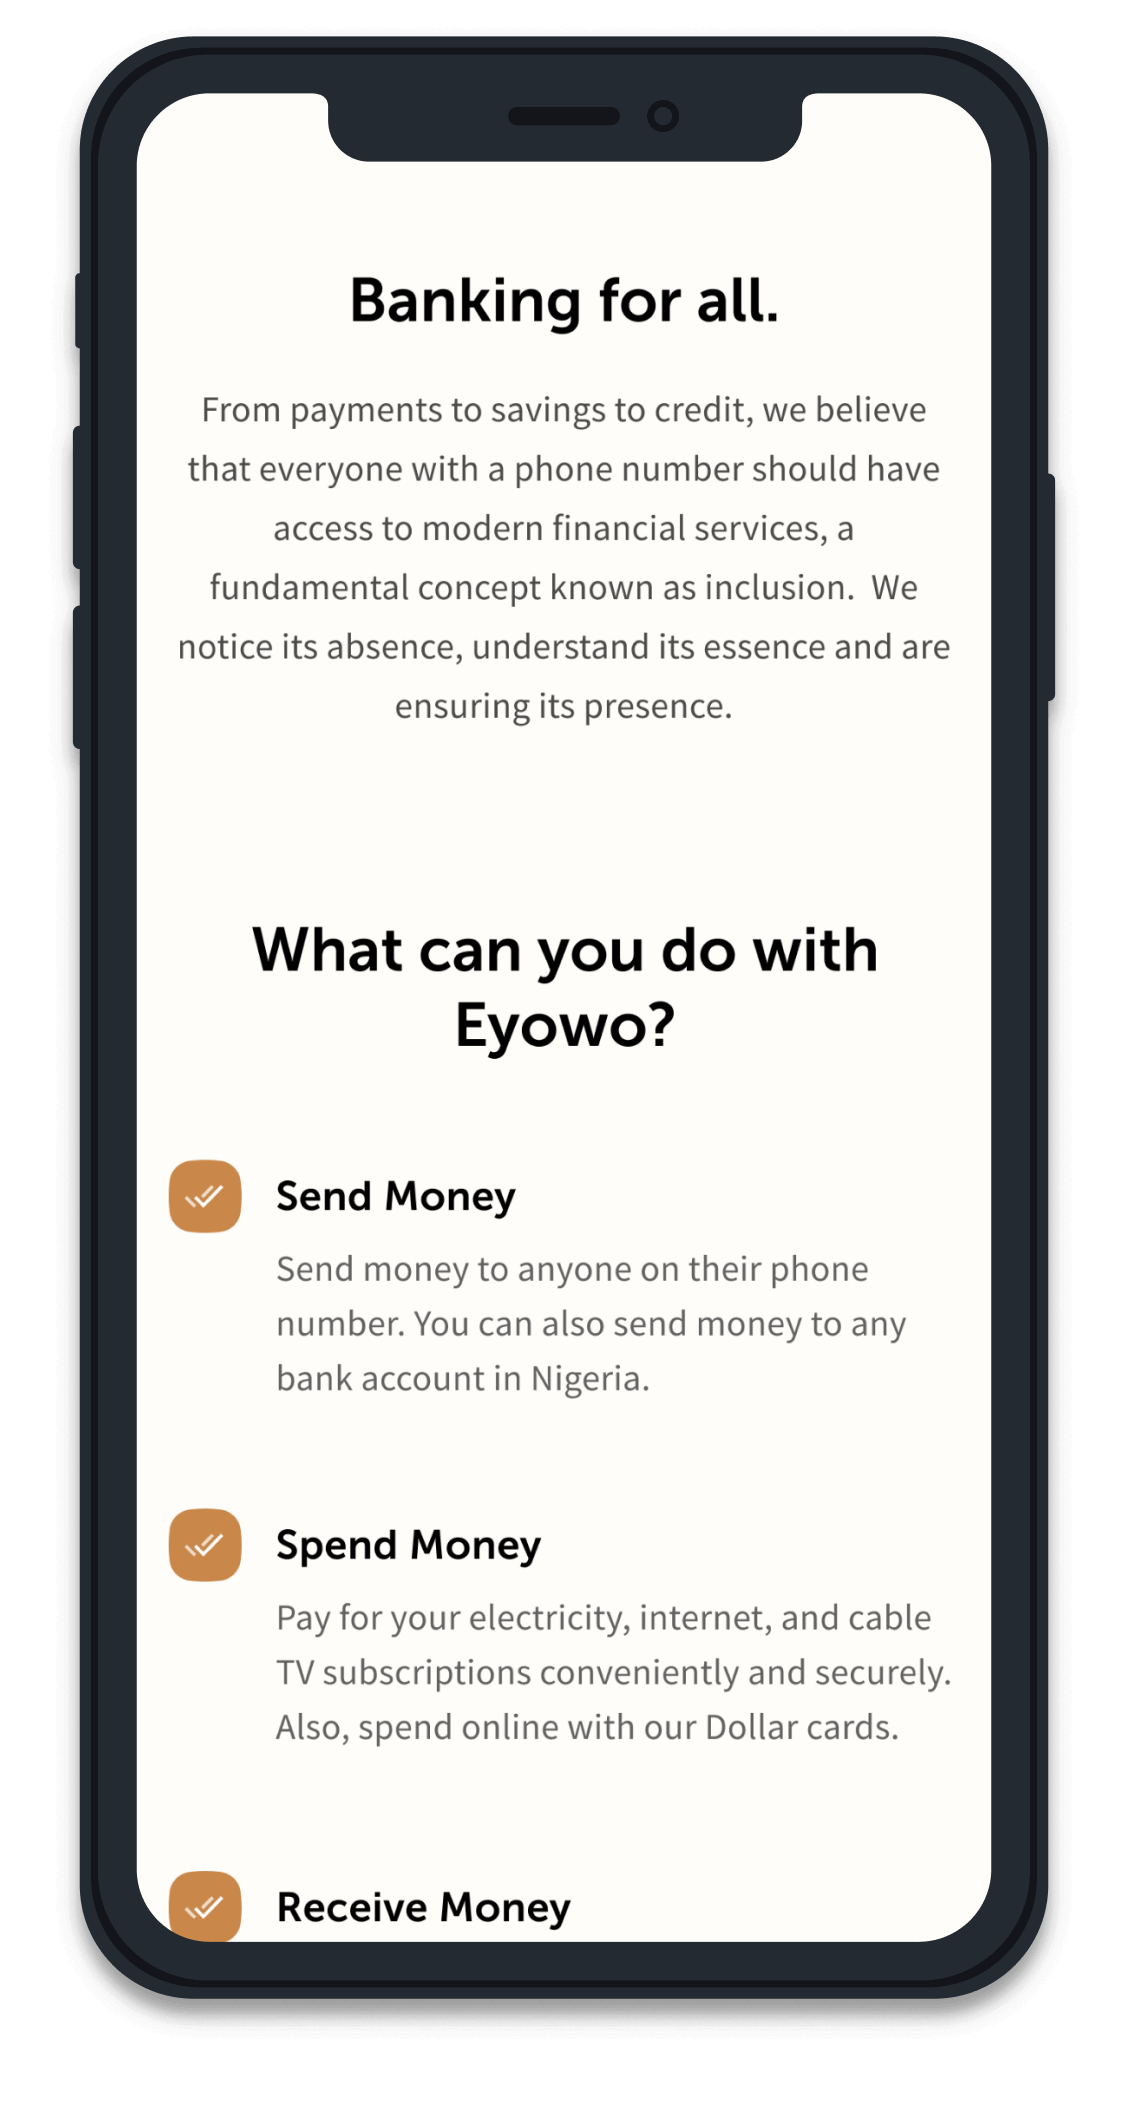 Banking for all.
From payments to savings to credit, we believe
that everyone with a phone number should have
access to modern financial services, a
fundamental concept known as inclusion.  We
notice its absence, understand its essence and are
ensuring its presence.
What can you do with
Eyowo?
Send Money
Send money to anyone on their phone
number. You can also send money to any
bank account in Nigeria.
Spend Money
Pay for your electricity, internet, and cable
TV subscriptions conveniently and securely.
Also, spend online with our Dollar cards.
Receive Money